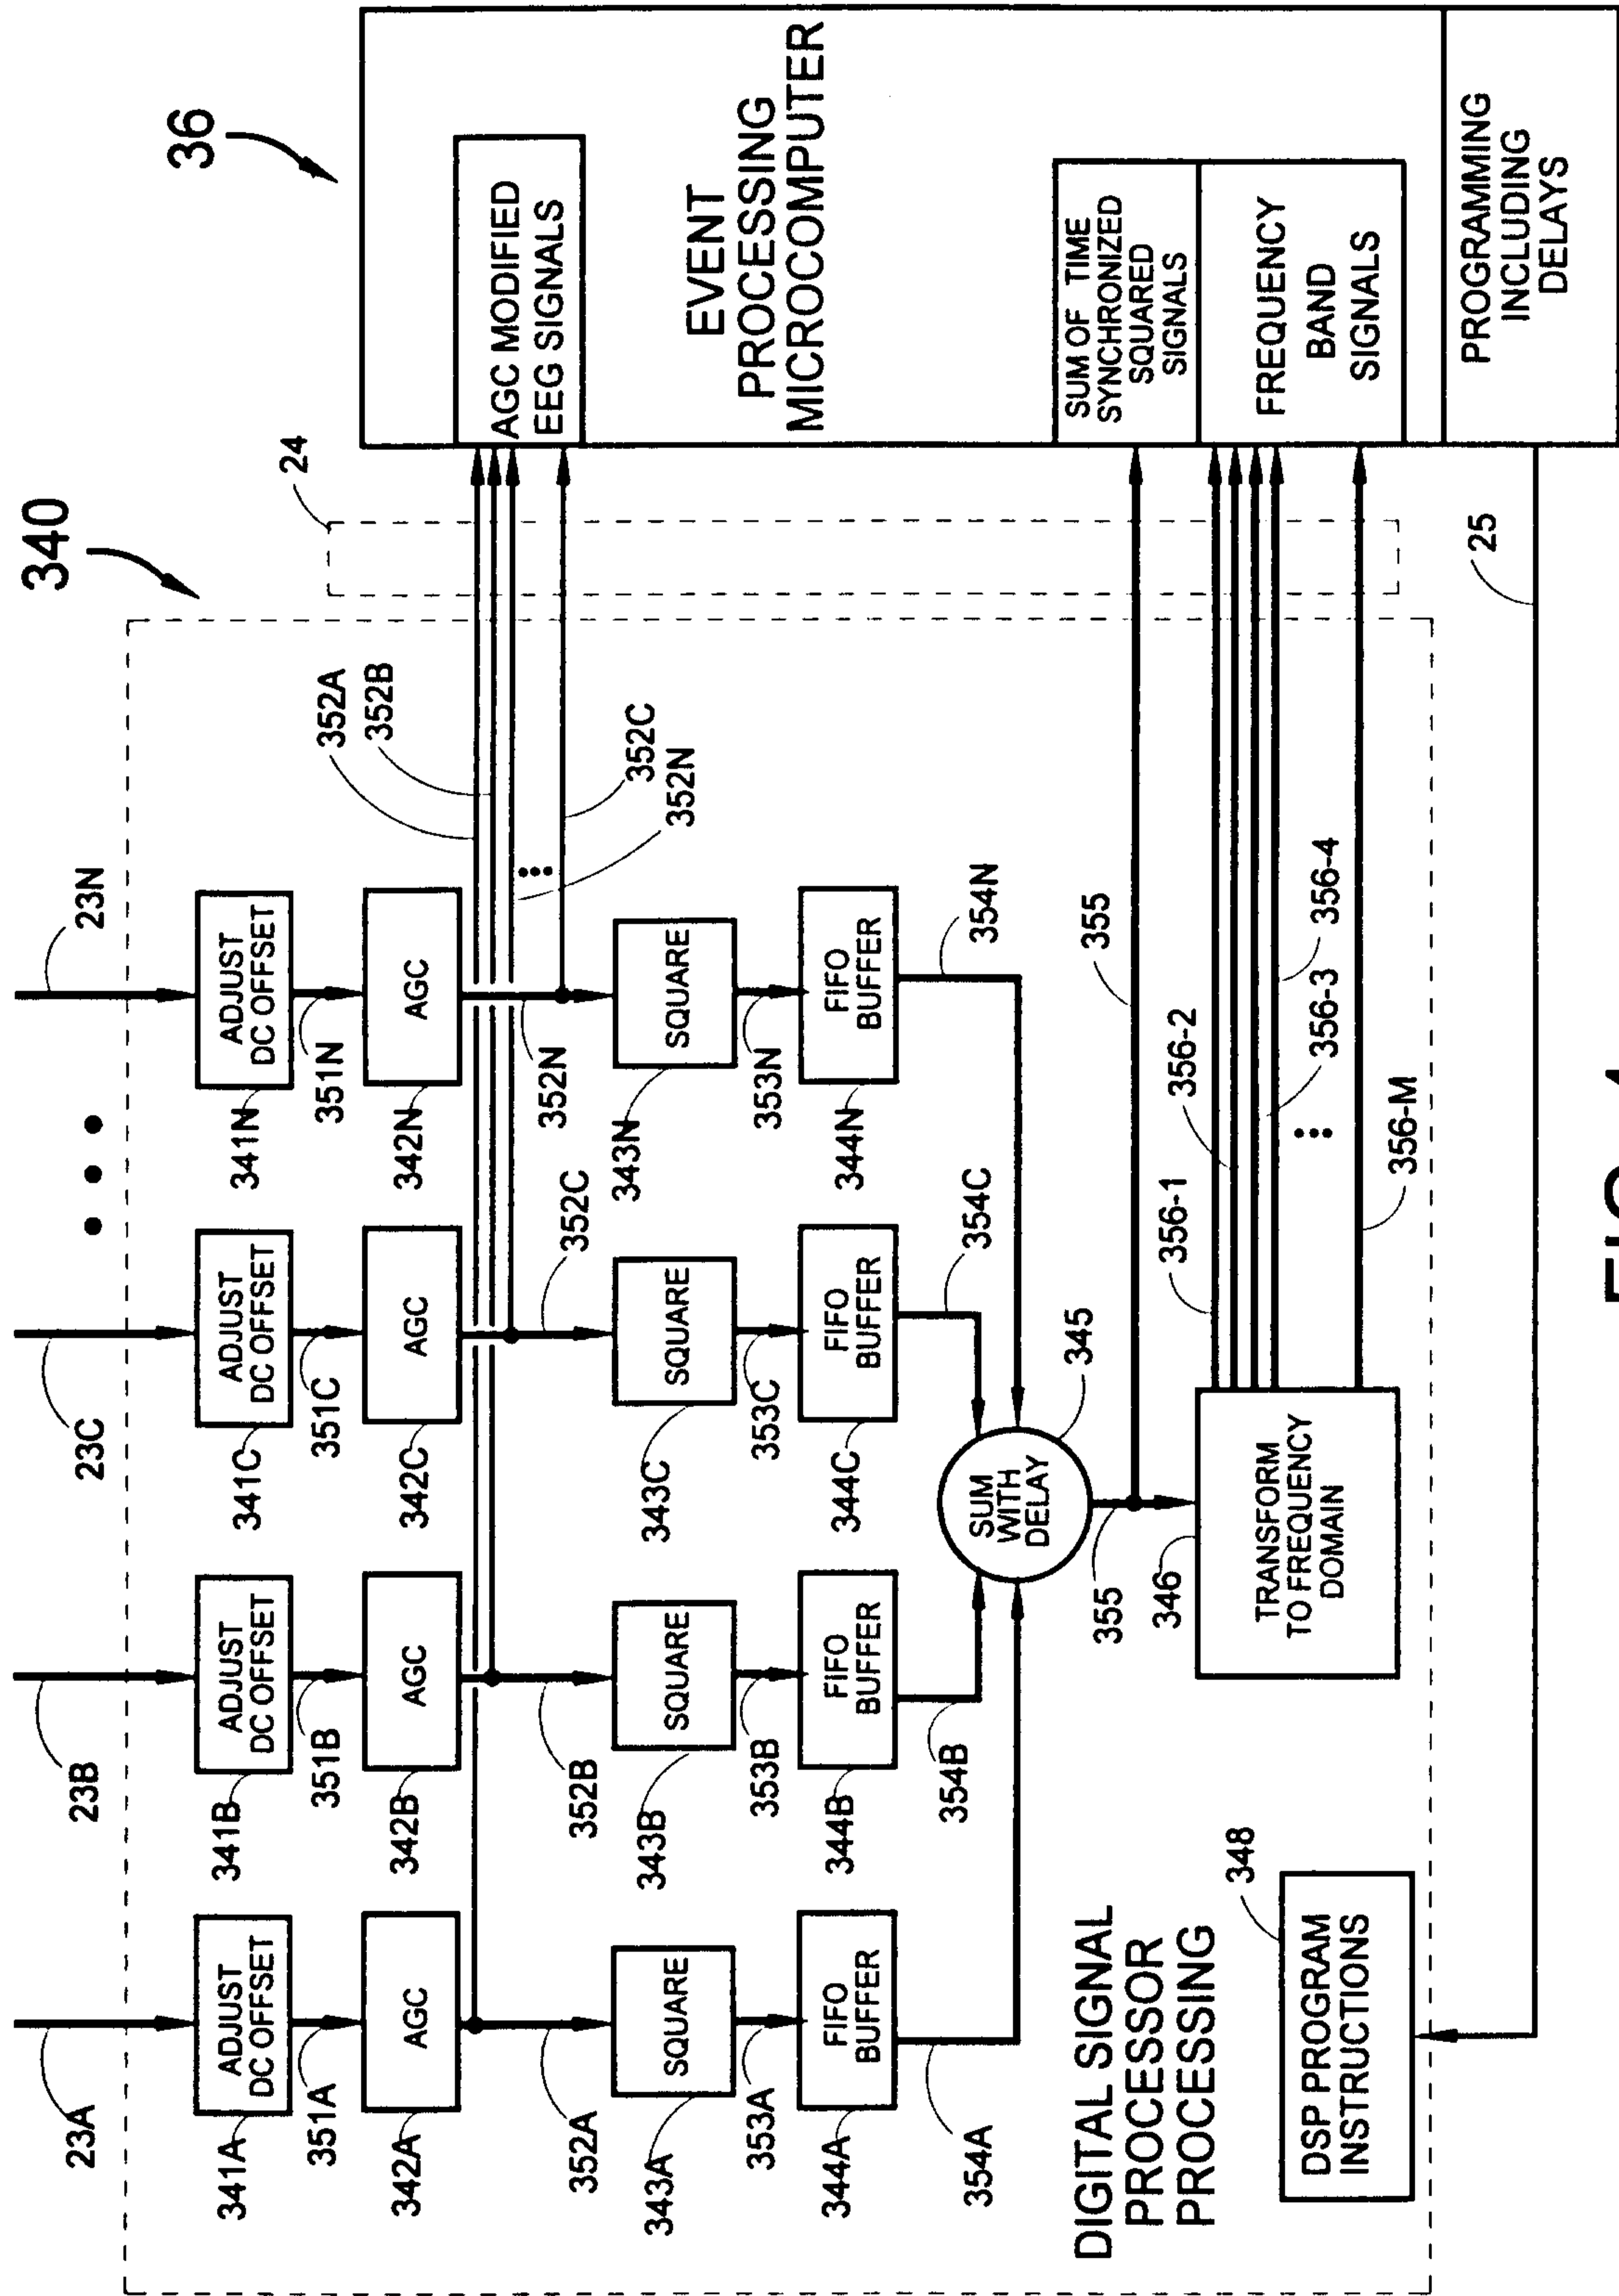 340
36
23A
23B
23C
23N
341A
ADJUST
DC OFFSET
341B
ADJUST
DC OFFSET
341C
ADJUST
DC OFFSET
341N
ADJUST
DC OFFSET
351A
351B
351C
351N
342A
AGC
342B
AGC
342C
AGC
342N
AGC
352A
352B
352C
352N
24
AGC MODIFIED
EEG SIGNALS
352A
352B
352C
352N
343A
SQUARE
343B
SQUARE
343C
SQUARE
343N
SQUARE
EVENT
PROCESSING
MICROCOMPUTER
353A
353B
353C
353N
344A
FIFO
BUFFER
344B
FIFO
BUFFER
344C
FIFO
BUFFER
344N
FIFO
BUFFER
354A
354B
354C
354N
SUM
WITH
DELAY
345
355
355
SUM OF TIME
SYNCHRONIZED
SQUARED
SIGNALS
DIGITAL SIGNAL
PROCESSOR
PROCESSING
346
TRANSFORM
TO FREQUENCY
DOMAIN
356-1
356-2
356-3
356-4
356-M
FREQUENCY
BAND
SIGNALS
348
DSP PROGRAM
INSTRUCTIONS
25
PROGRAMMING
INCLUDING
DELAYS